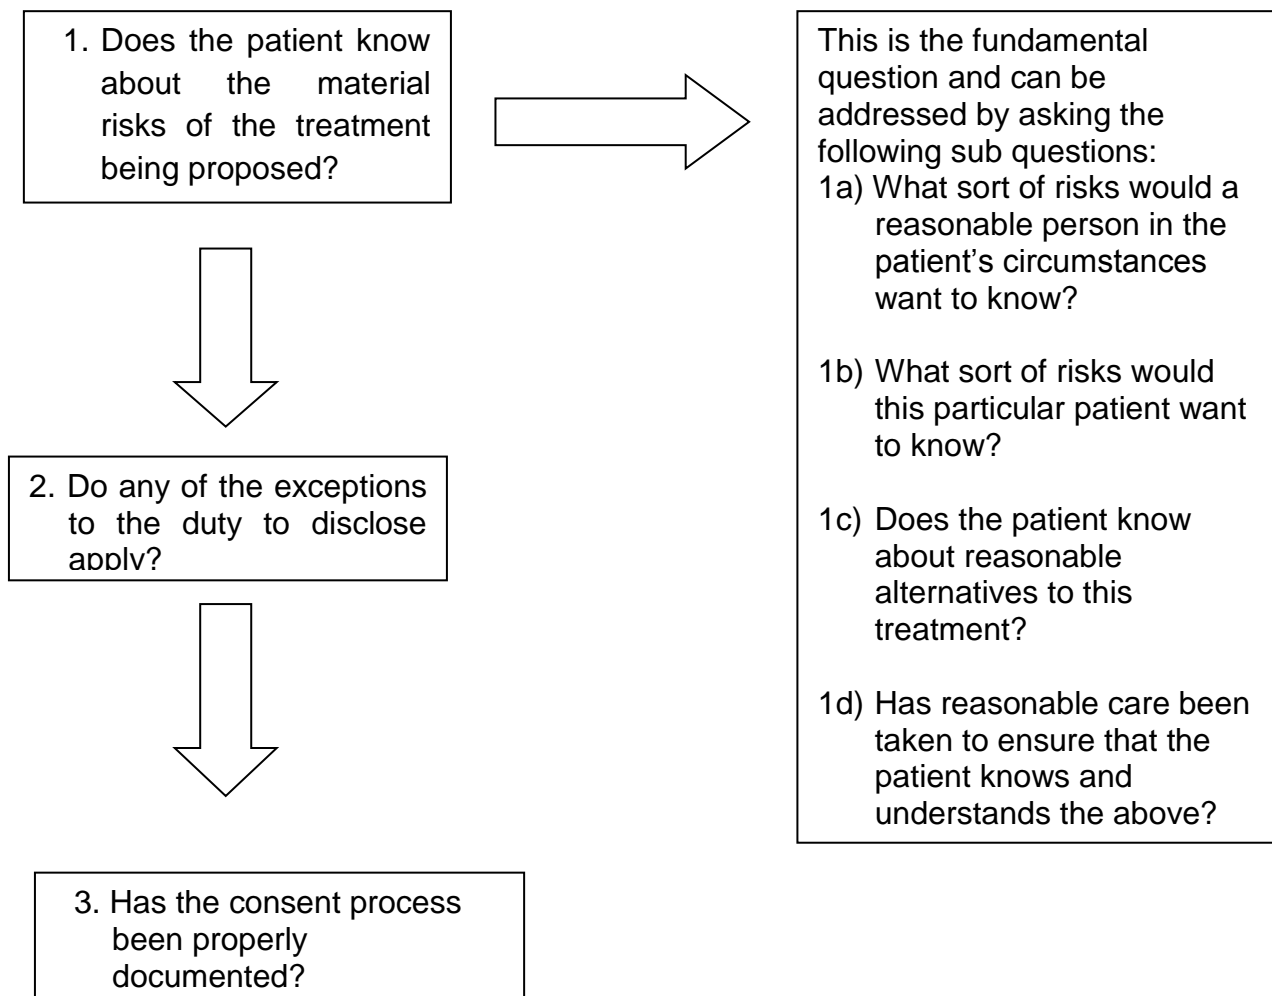 1. Does the patient know
about the material
risks of the treatment
being proposed?
This is the fundamental
question and can be
addressed by asking the
following sub questions:
1a) What sort of risks would a
reasonable person in the
patient's circumstances
want to know?
1b) What sort of risks would
this particular patient want
to know?
1c) Does the patient know
about reasonable
alternatives to this
treatment?
1d) Has reasonable care been
taken to ensure that the
patient knows and
understands the above?
2. Do any of the exceptions
to the duty to disclose
apply?
3. Has the consent process
been properly
documented?